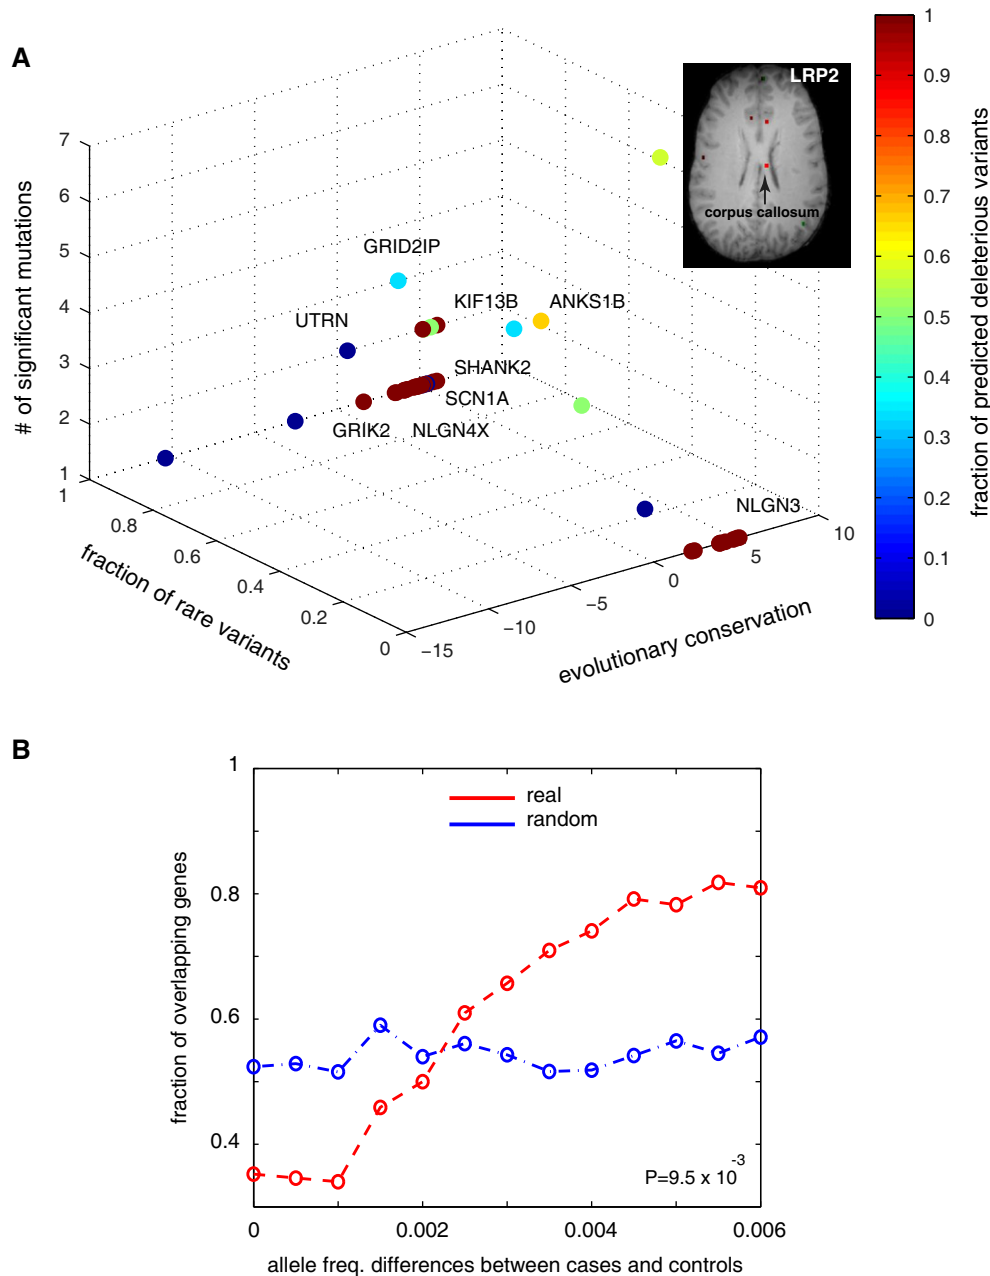 A
LRP2
corpus callosum
GRID2IP
KIF13B
ANKS1B
UTRN
SHANK2
SCN1A
GRIK2
NLGN4X
NLGN3
# of significant mutations
7
6
5
4
3
2
1
fraction of rare variants
1
0.8
0.6
0.4
0.2
0
evolutionary conservation
−15
−10
−5
0
5
10
fraction of predicted deleterious variants
1
0.9
0.8
0.7
0.6
0.5
0.4
0.3
0.2
0.1
0
B
real
random
fraction of overlapping genes
1
0.8
0.6
0.4
P=9.5 x 10-3
0
0.002
0.004
0.006
allele freq. differences between cases and controls